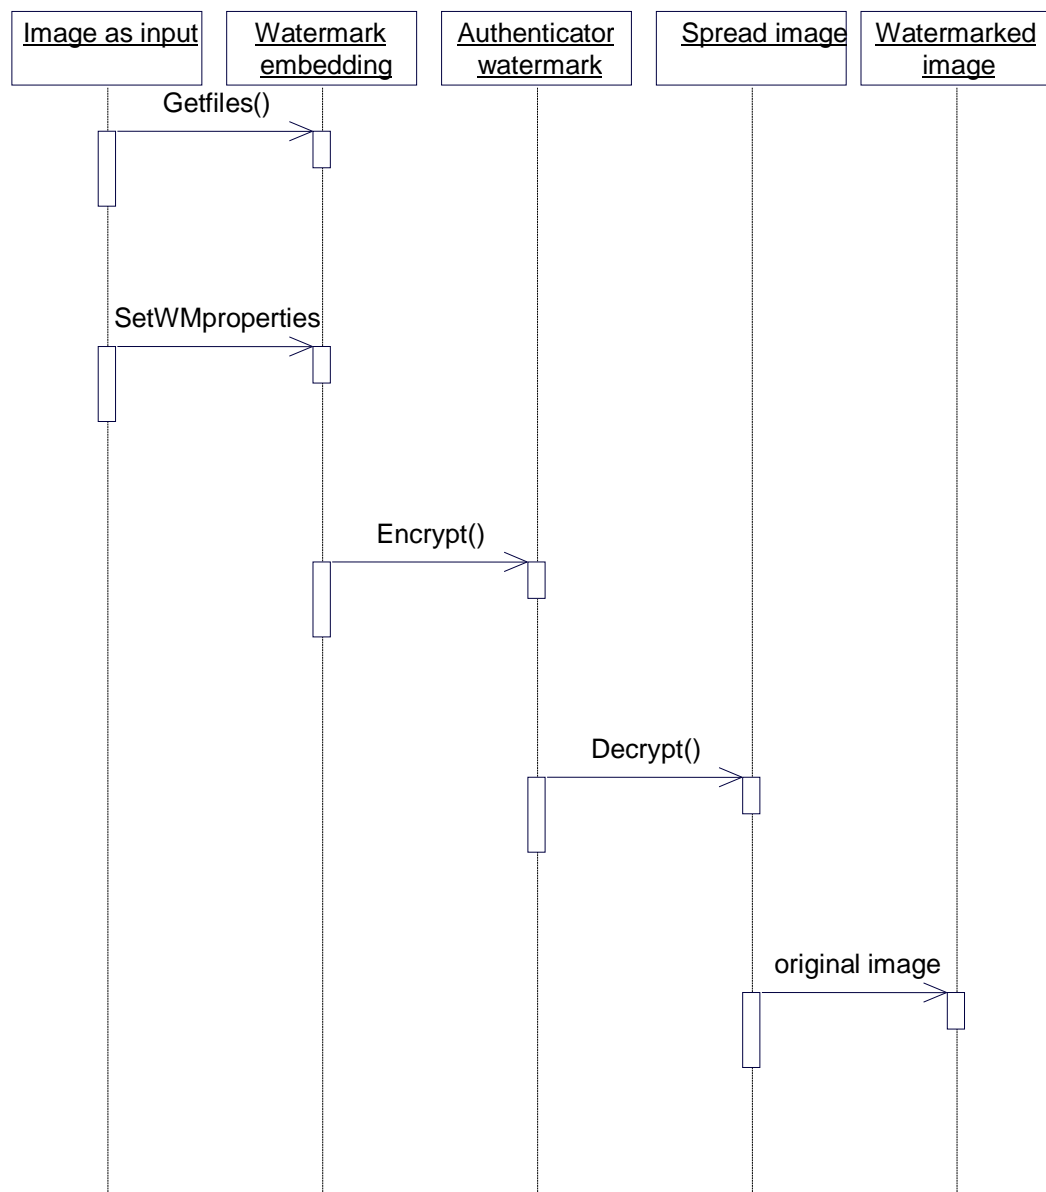 Image as input
Watermark
embedding
Authenticator
watermark
Spread image
Watermarked
image
Getfiles()
SetWMproperties
Encrypt()
Decrypt()
original image